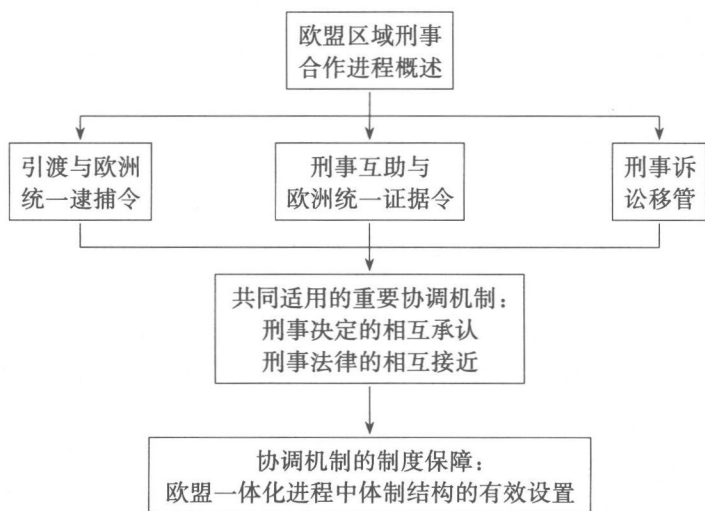 欧盟区域刑事
合作进程概述
引渡与欧洲
统一逮捕令
刑事互助与
欧洲统一证据令
刑事诉
讼移管
共同适用的重要协调机制：
刑事决定的相互承认
刑事法律的相互接近
协调机制的制度保障：
欧盟一体化进程中体制结构的有效设置